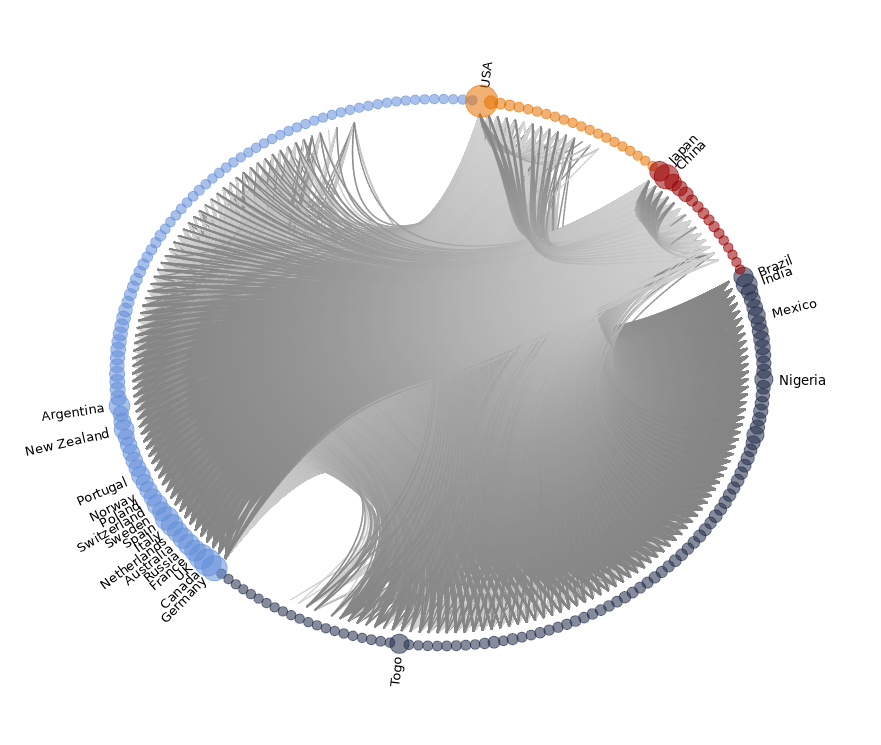 USA
Japan
China
Brazil
India
Mexico
Nigeria
Argentina
New Zealand
Portugal
Norway
Poland
Switzerland
Sweden
Spain
Italy
Netherlands
Australia
Russia
France
UK
Canada
Germany
Togo